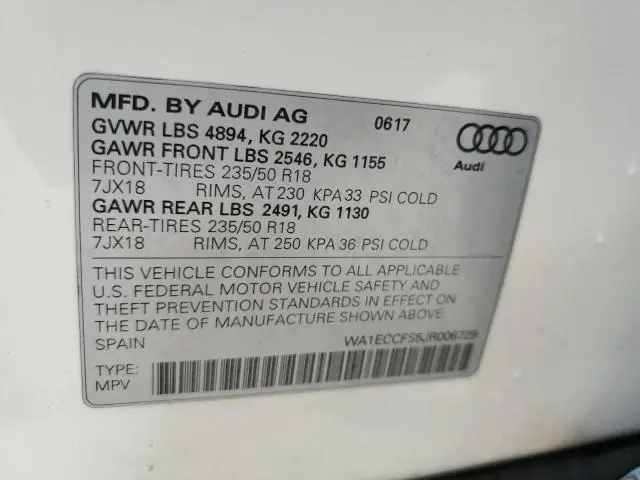 MFD. BY AUDI AG 0617
GVWR LBS 4894, KG 2220
GAWR FRONT LBS 2546, KG 1155
FRONT-TIRES 235/50 R18
7JX18 RIMS, AT 230 KPA 33 PSI COLD
GAWR REAR LBS 2491, KG 1130
REAR-TIRES 235/50 R18
7JX18 RIMS, AT 250 KPA 36 PSI COLD
Audi
THIS VEHICLE CONFORMS TO ALL APPLICABLE
U.S. FEDERAL MOTOR VEHICLE SAFETY AND
THEFT PREVENTION STANDARDS IN EFFECT ON
THE DATE OF MANUFACTURE SHOWN ABOVE.
SPAIN WA1ECCFS5JR006729
TYPE:
MPV